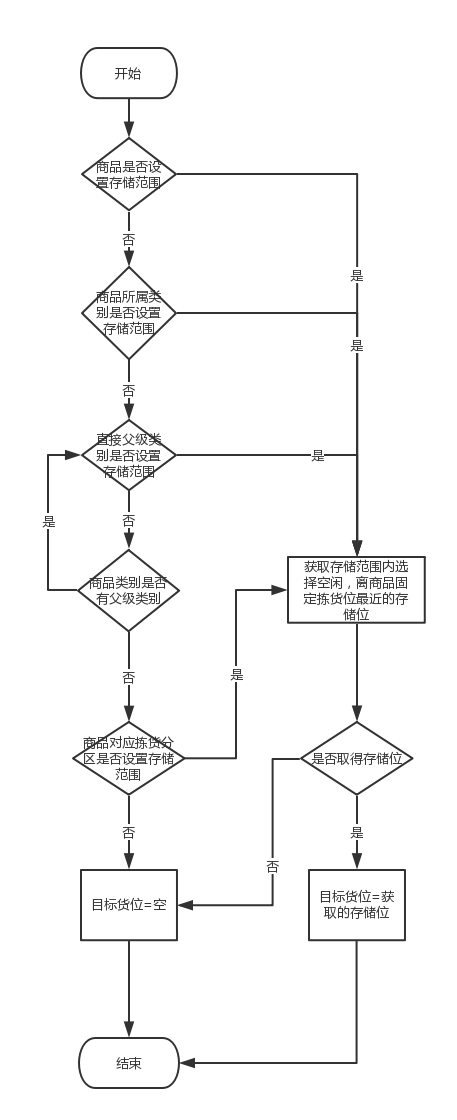 开始
商品是否设
置存储范围
是
否
商品所属类
别是否设置
存储范围
是
否
直接父级类
别是否设置
存储范围
是
否
是
商品类别是否
有父级类别
获取存储范围内选
择空闲，离商品固
定拣货位最近的存
储位
否
是
商品对应拣货分
区是否设置存储
范围
是否取得存储位
否
是
否
目标货位=空
目标货位=获
取的存储位
结束